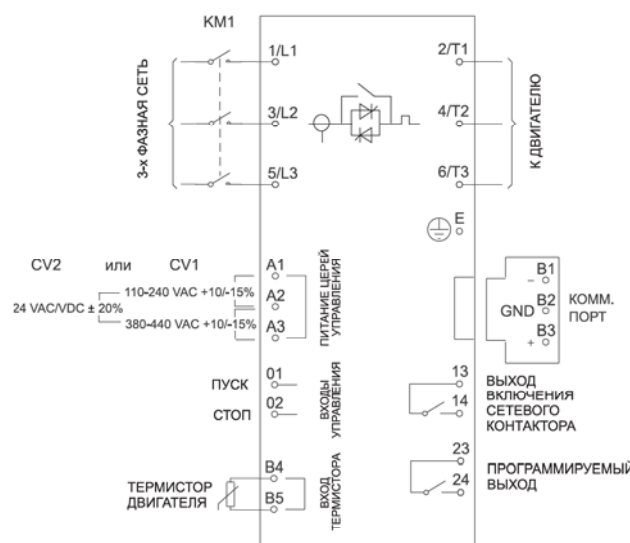 KM1
1/L1
2/T1
3-х ФАЗНАЯ СЕТЬ
3/L2
4/T2
К ДВИГАТЕЛЮ
5/L3
6/T3
E
CV2 или CV1
A1
110-240 VAC +10/-15%
A2
24 VAC/VDC ± 20%
380-440 VAC +10/-15%
A3
ПИТАНИЕ ЦЕРЕЙ
УПРАВЛЕНИЯ
B1
−
GND
B2
B3
+
КОММ.
ПОРТ
ПУСК
01
СТОП
02
ВХОДЫ
УПРАВЛЕНИЯ
13
14
ВЫХОД
ВКЛЮЧЕНИЯ
СЕТЕВОГО
КОНТАКТОРА
ТЕРМИСТОР
ДВИГАТЕЛЯ
B4
B5
ВХОД
ТЕРМИСТОРА
23
24
ПРОГРАММИРУЕМЫЙ
ВЫХОД